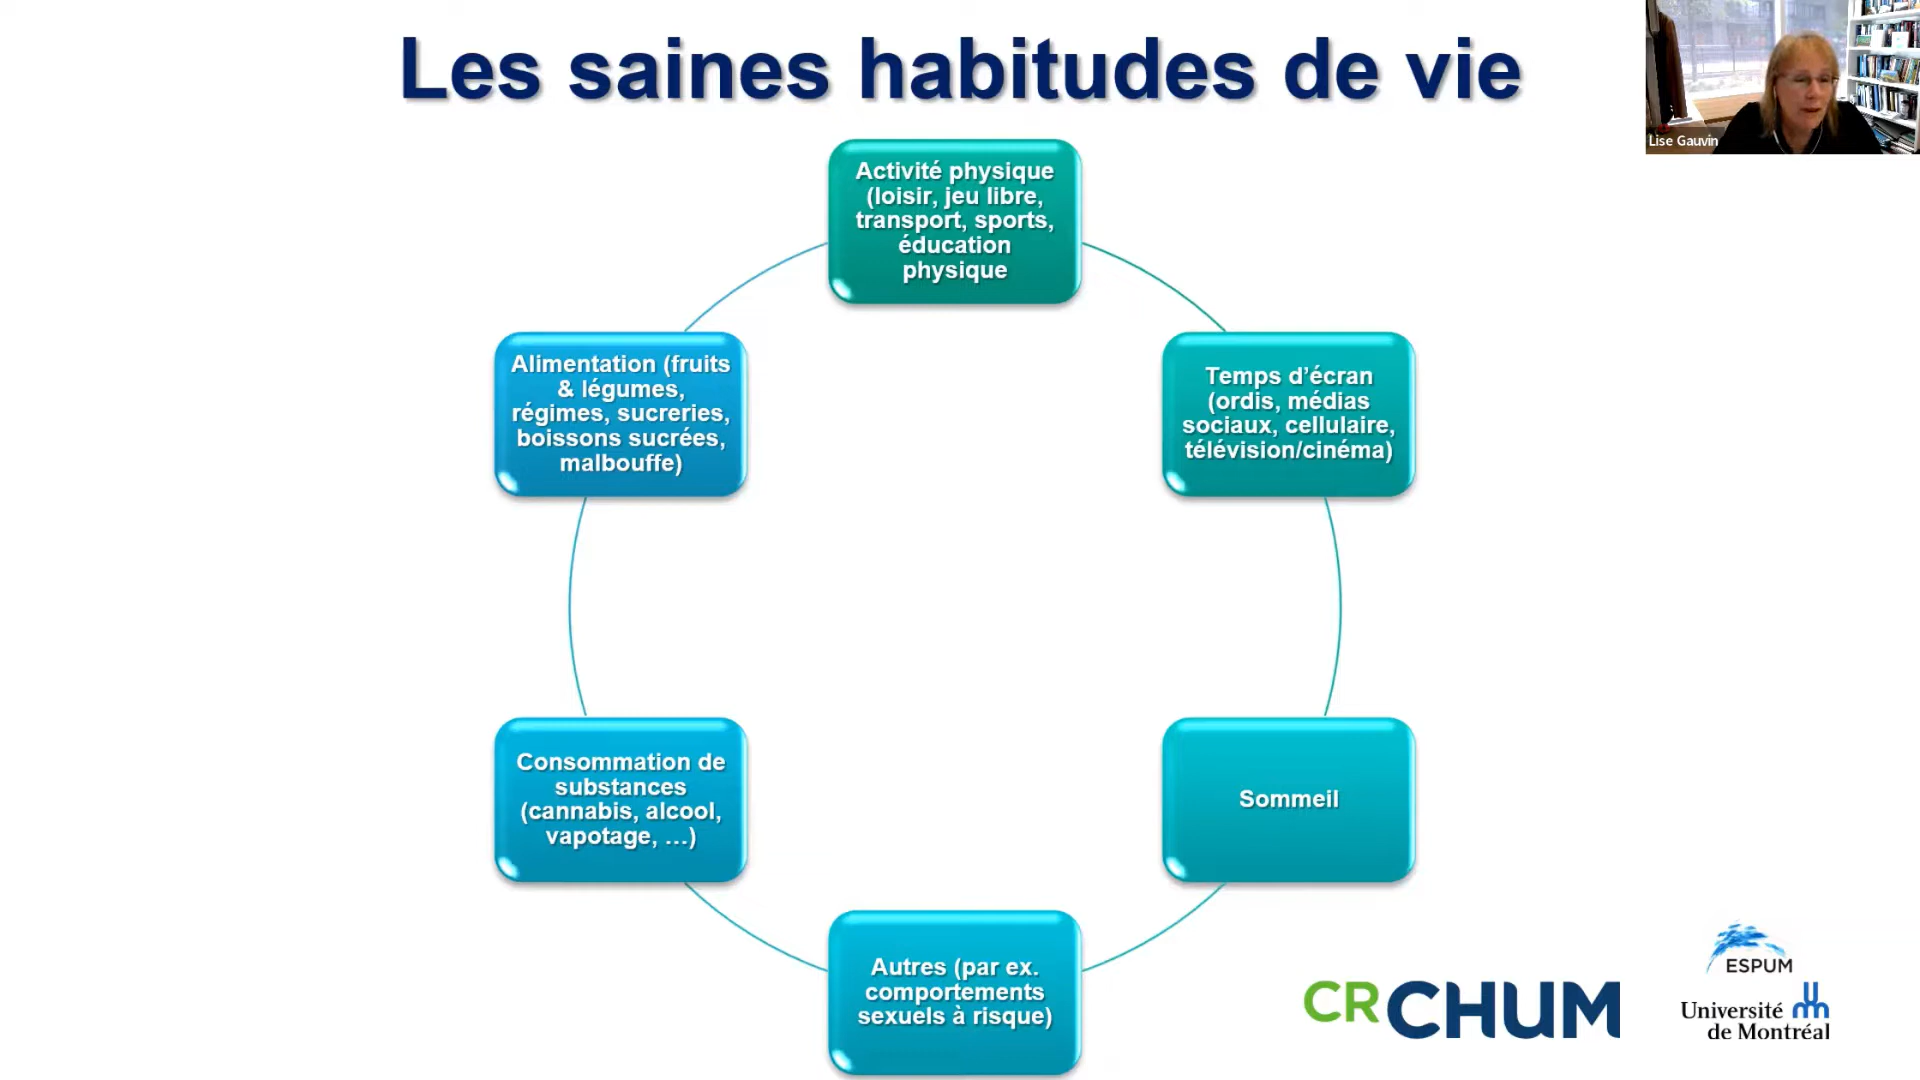 Les saines habitudes de vie
Lise Gauvin
Activité physique
(loisir, jeu libre,
transport, sports,
éducation
physique
Temps d’écran
(ordis, médias
sociaux, cellulaire,
télévision/cinéma)
Sommeil
Autres (par ex.
comportements
sexuels à risque)
Consommation de
substances
(cannabis, alcool,
vapotage, …)
Alimentation (fruits
& légumes,
régimes, sucreries,
boissons sucrées,
malbouffe)
CRCHUM
ESPUM
Université
de Montréal